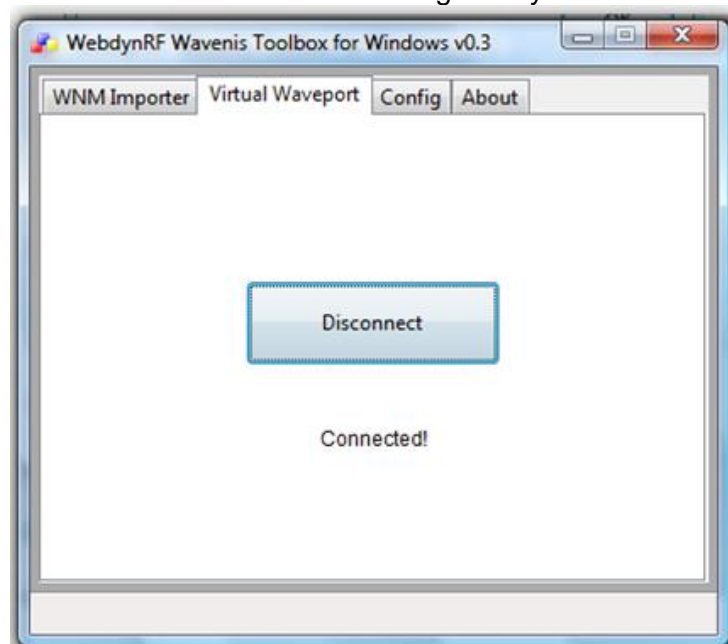 WebdynRF Wavenis Toolbox for Windows v0.3
WNM Importer Virtual Waveport Config About
Disconnect
Connected!